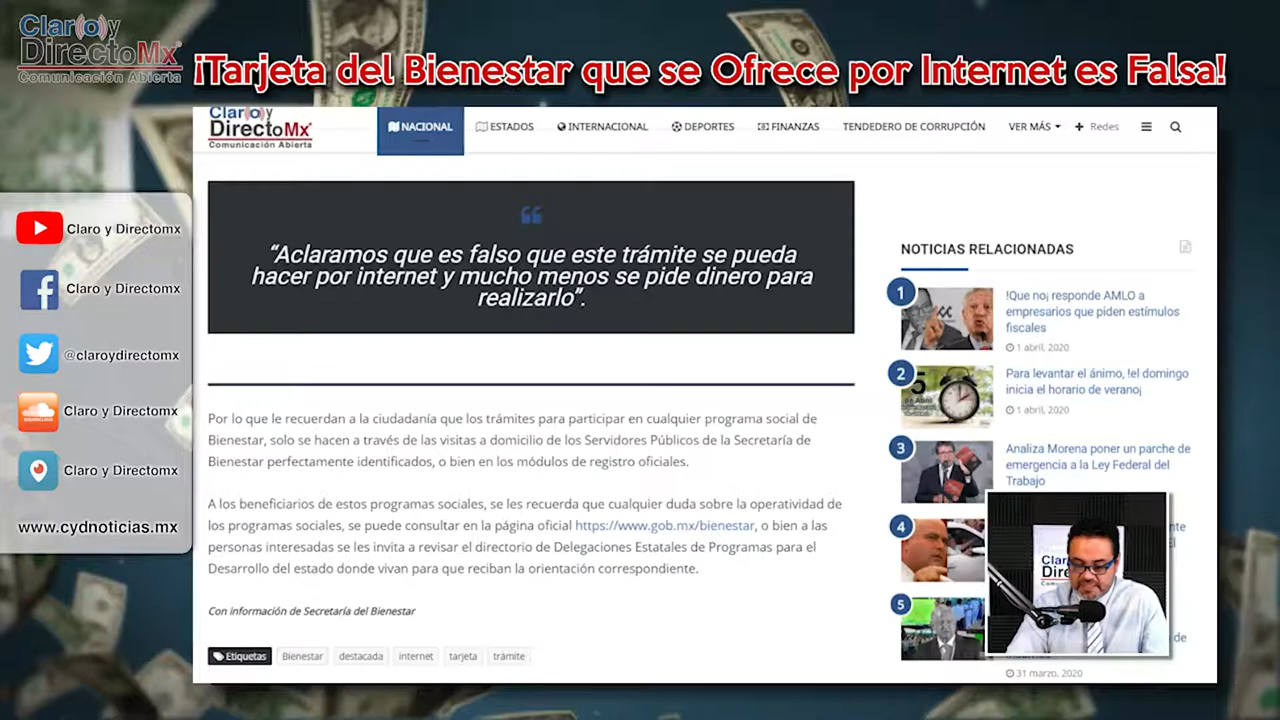 Claro y
DirectoMx
Comunicación Abierta
¡Tarjeta del Bienestar que se Ofrece por Internet es Falsa!
Claro y
DirectoMx
Comunicación Abierta
NACIONAL
ESTADOS
INTERNACIONAL
DEPORTES
FINANZAS
TENDEDERO DE CORRUPCIÓN
VER MÁS
Redes
“Aclaramos que es falso que este trámite se pueda
hacer por internet y mucho menos se pide dinero para
realizarlo”.
Por lo que le recuerdan a la ciudadanía que los trámites para participar en cualquier programa social de
Bienestar, solo se hacen a través de las visitas a domicilio de los Servidores Públicos de la Secretaría de
Bienestar perfectamente identificados, o bien en los módulos de registro oficiales.
A los beneficiarios de estos programas sociales, se les recuerda que cualquier duda sobre la operatividad de
los programas sociales, se puede consultar en la página oficial https://www.gob.mx/bienestar, o bien a las
personas interesadas se les invita a revisar el directorio de Delegaciones Estatales de Programas para el
Desarrollo del estado donde vivan para que reciban la orientación correspondiente.
Con información de Secretaría del Bienestar
Etiquetas
Bienestar
destacada
internet
tarjeta
trámite
NOTICIAS RELACIONADAS
1
!Que no¡ responde AMLO a
empresarios que piden estímulos
fiscales
1 abril, 2020
2
Para levantar el ánimo, !el domingo
inicia el horario de verano¡
1 abril, 2020
3
Analiza Morena poner un parche de
emergencia a la Ley Federal del
Trabajo
4
5
de
31 marzo, 2020
Claro y Directomx
Claro y Directomx
@claroydirectomx
Claro y Directomx
Claro y Directomx
www.cydnoticias.mx